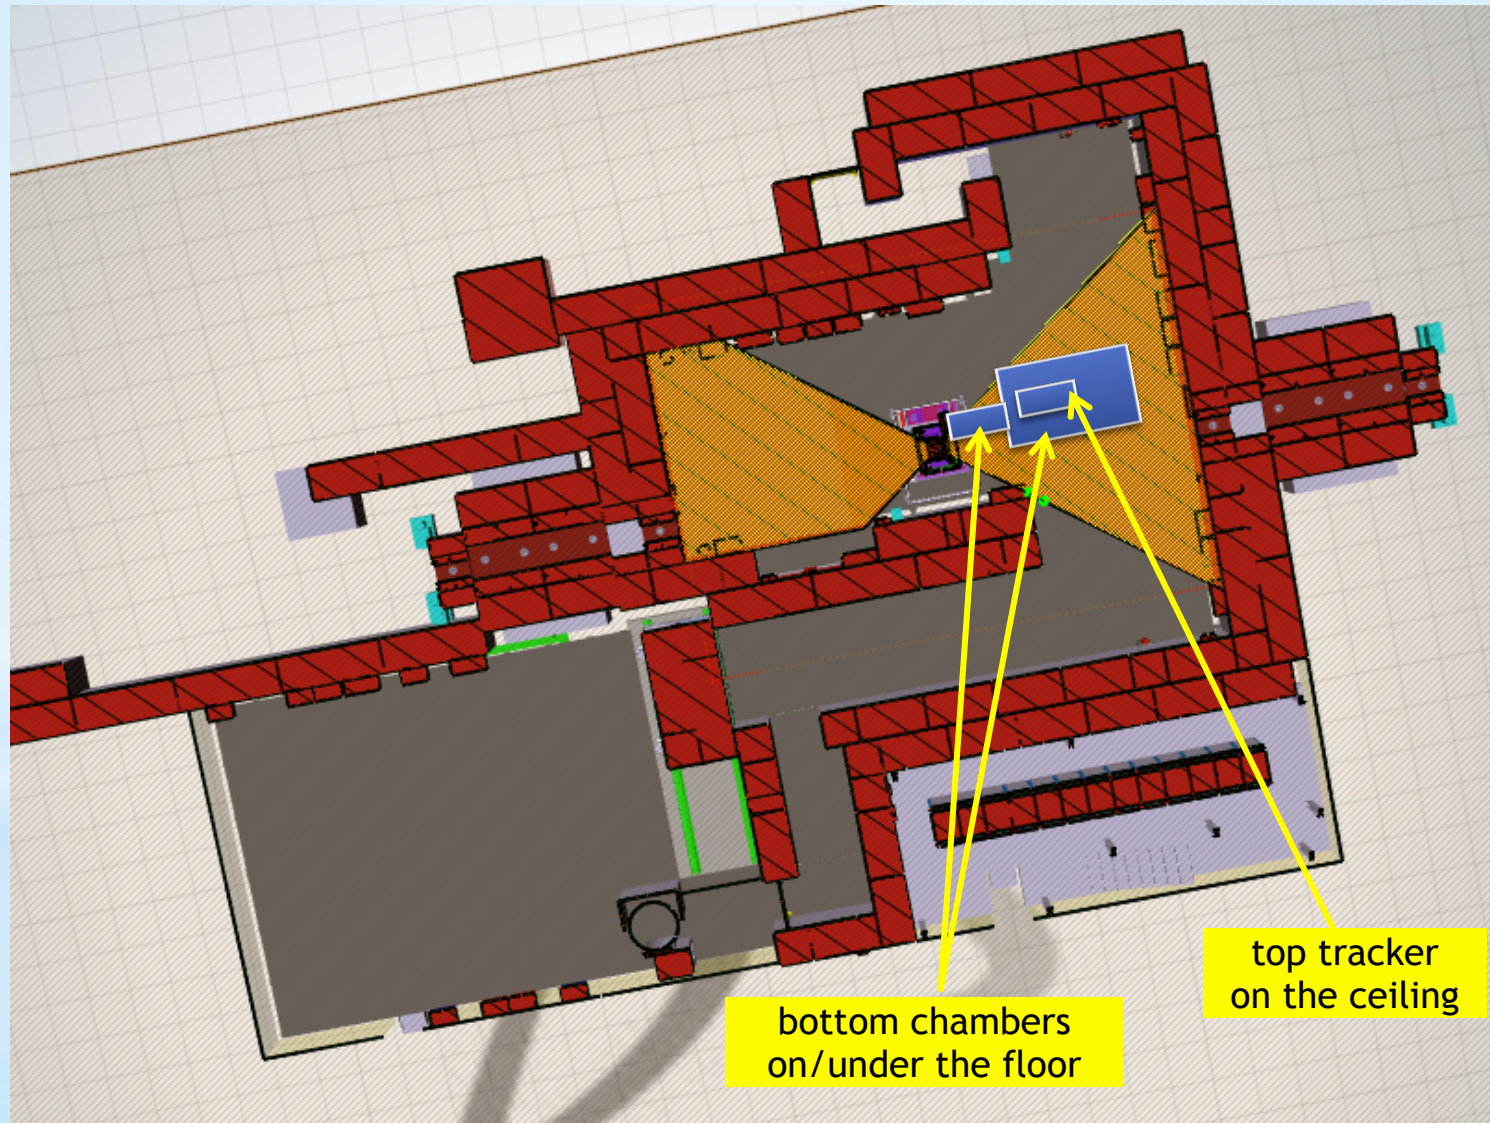 top tracker
on the ceiling
bottom chambers
on/under the floor